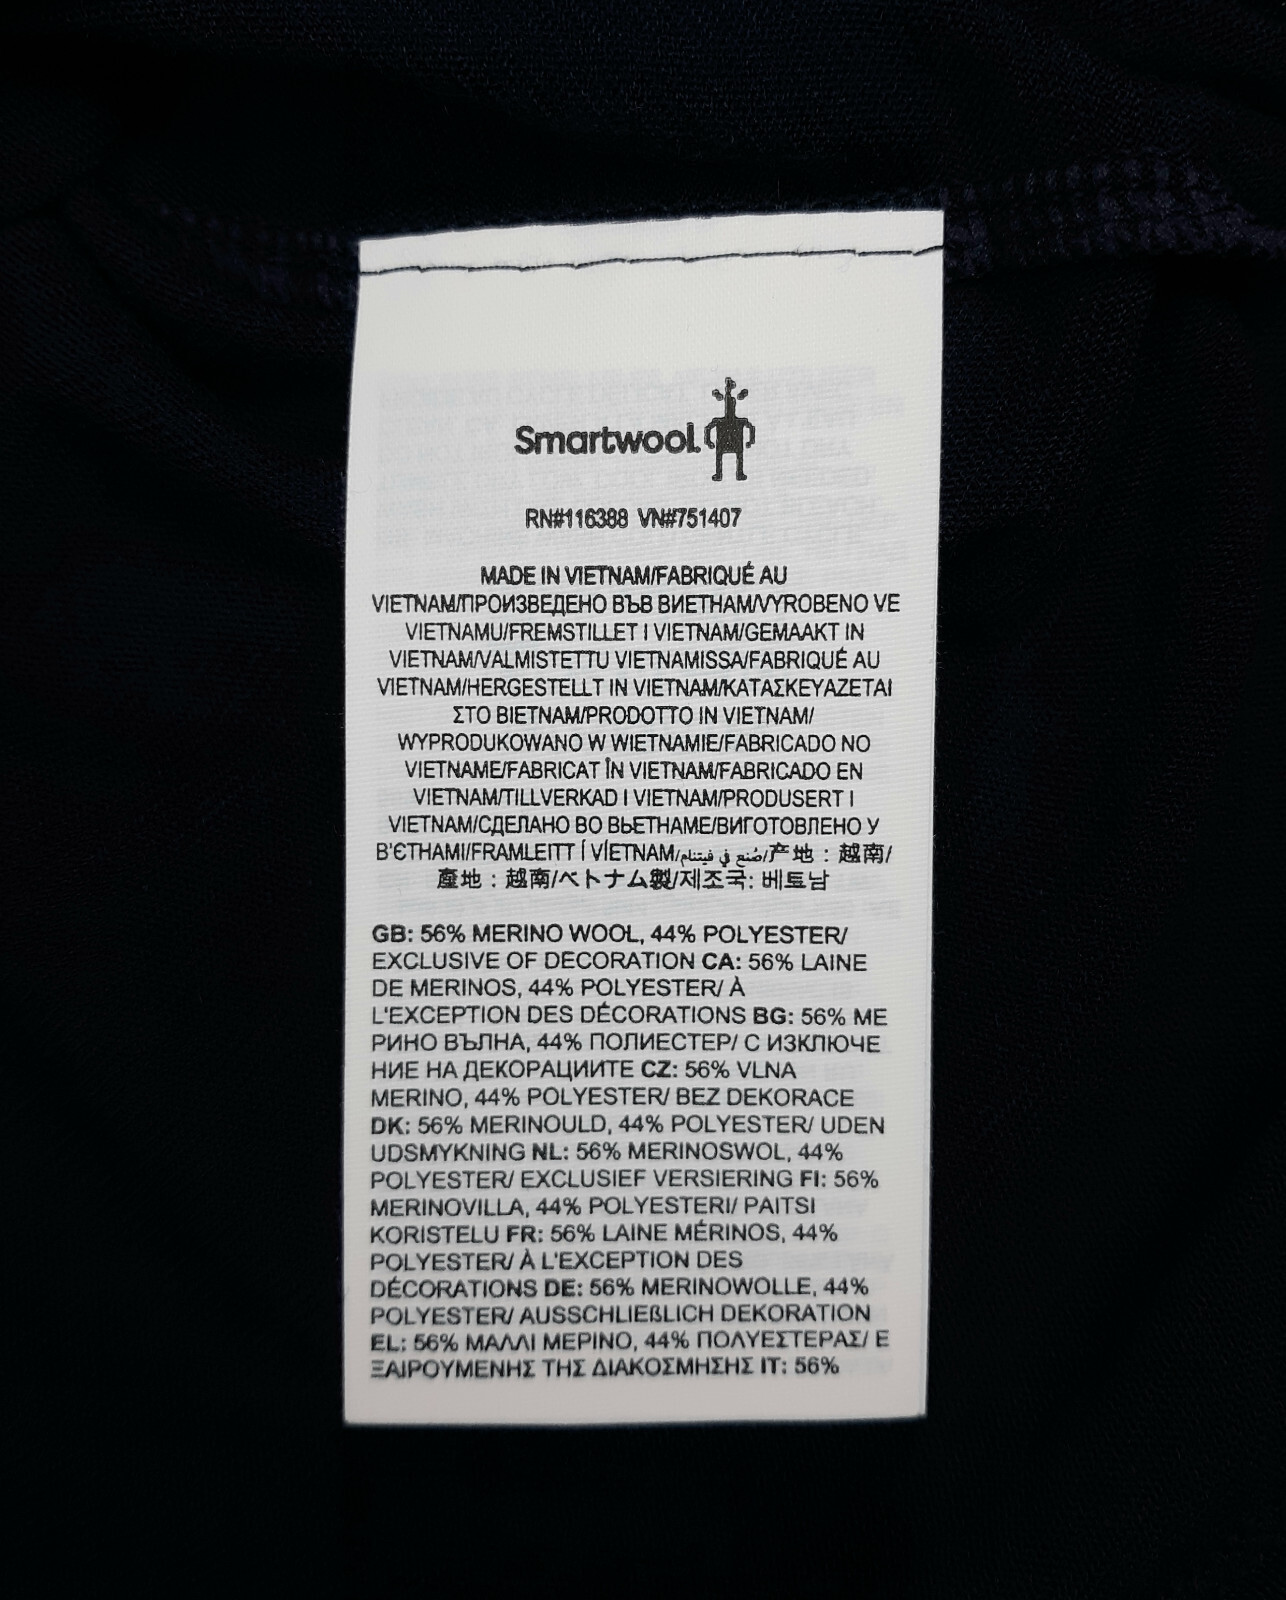 Smartwool.
RN#116388 VN#751407
MADE IN VIETNAM/FABRIQUÉ AU
VIETNAM/ПРОИЗВЕДЕНО ВЪВ ВИЕТНАМ/VYROBENO VE
VIETNAMU/FREMSTILLET I VIETNAM/GEMAAKT IN
VIETNAM/VALMISTETTU VIETNAMISSA/FABRIQUÉ AU
VIETNAM/HERGESTELLT IN VIETNAM/ΚΑΤΑΣΚΕΥΑΖΕΤΑΙ
ΣΤΟ ΒΙΕΤΝΑΜ/PRODOTTO IN VIETNAM/
WYPRODUKOWANO W WIETNAMIE/FABRICADO NO
VIETNAME/FABRICAT ÎN VIETNAM/FABRICADO EN
VIETNAM/TILLVERKAD I VIETNAM/PRODUSERT I
VIETNAM/СДЕЛАНО ВО ВЬЕТНАМЕ/ВИГОТОВЛЕНО У
В'ЄТНАМІ/FRAMLEITT Í VÍETNAM/صُنع في فيتنام/产地：越南/
產地：越南/ベトナム製/제조국: 베트남
GB: 56% MERINO WOOL, 44% POLYESTER/
EXCLUSIVE OF DECORATION CA: 56% LAINE
DE MERINOS, 44% POLYESTER/ À
L'EXCEPTION DES DÉCORATIONS BG: 56% МЕ
РИНО ВЪЛНА, 44% ПОЛИЕСТЕР/ С ИЗКЛЮЧЕ
НИЕ НА ДЕКОРАЦИИТЕ CZ: 56% VLNA
MERINO, 44% POLYESTER/ BEZ DEKORACE
DK: 56% MERINOULD, 44% POLYESTER/ UDEN
UDSMYKNING NL: 56% MERINOSWOL, 44%
POLYESTER/ EXCLUSIEF VERSIERING FI: 56%
MERINOVILLA, 44% POLYESTERI/ PAITSI
KORISTELU FR: 56% LAINE MÉRINOS, 44%
POLYESTER/ À L'EXCEPTION DES
DÉCORATIONS DE: 56% MERINOWOLLE, 44%
POLYESTER/ AUSSCHLIEßLICH DEKORATION
EL: 56% ΜΑΛΛΙ ΜΕΡΙΝΟ, 44% ΠΟΛΥΕΣΤΕΡΑΣ/ Ε
ΞΑΙΡΟΥΜΕΝΗΣ ΤΗΣ ΔΙΑΚΟΣΜΗΣΗΣ IT: 56%